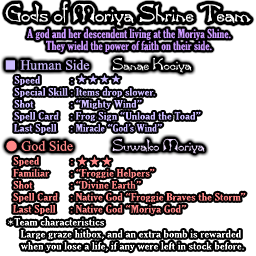 Gods of Moriya Shrine Team
A god and her descendent living at the Moriya Shine.
They wield the power of faith on their side.
■ Human Side Sanae Kociya
Speed : ★★★★
Special Skill : Items drop slower.
Shot : "Mighty Wind"
Spell Card : Frog Sign "Unload the Toad"
Last Spell : Miracle "God's Wind"
● God Side Suwako Moriya
Speed : ★★★
Familiar : "Froggie Helpers"
Shot : "Divine Earth"
Spell Card : Native God "Froggie Braves the Storm"
Last Spell : Native God "Moriya God"
*Team characteristics
Large graze hitbox, and an extra bomb is rewarded
when you lose a life, if any were left in stock before.